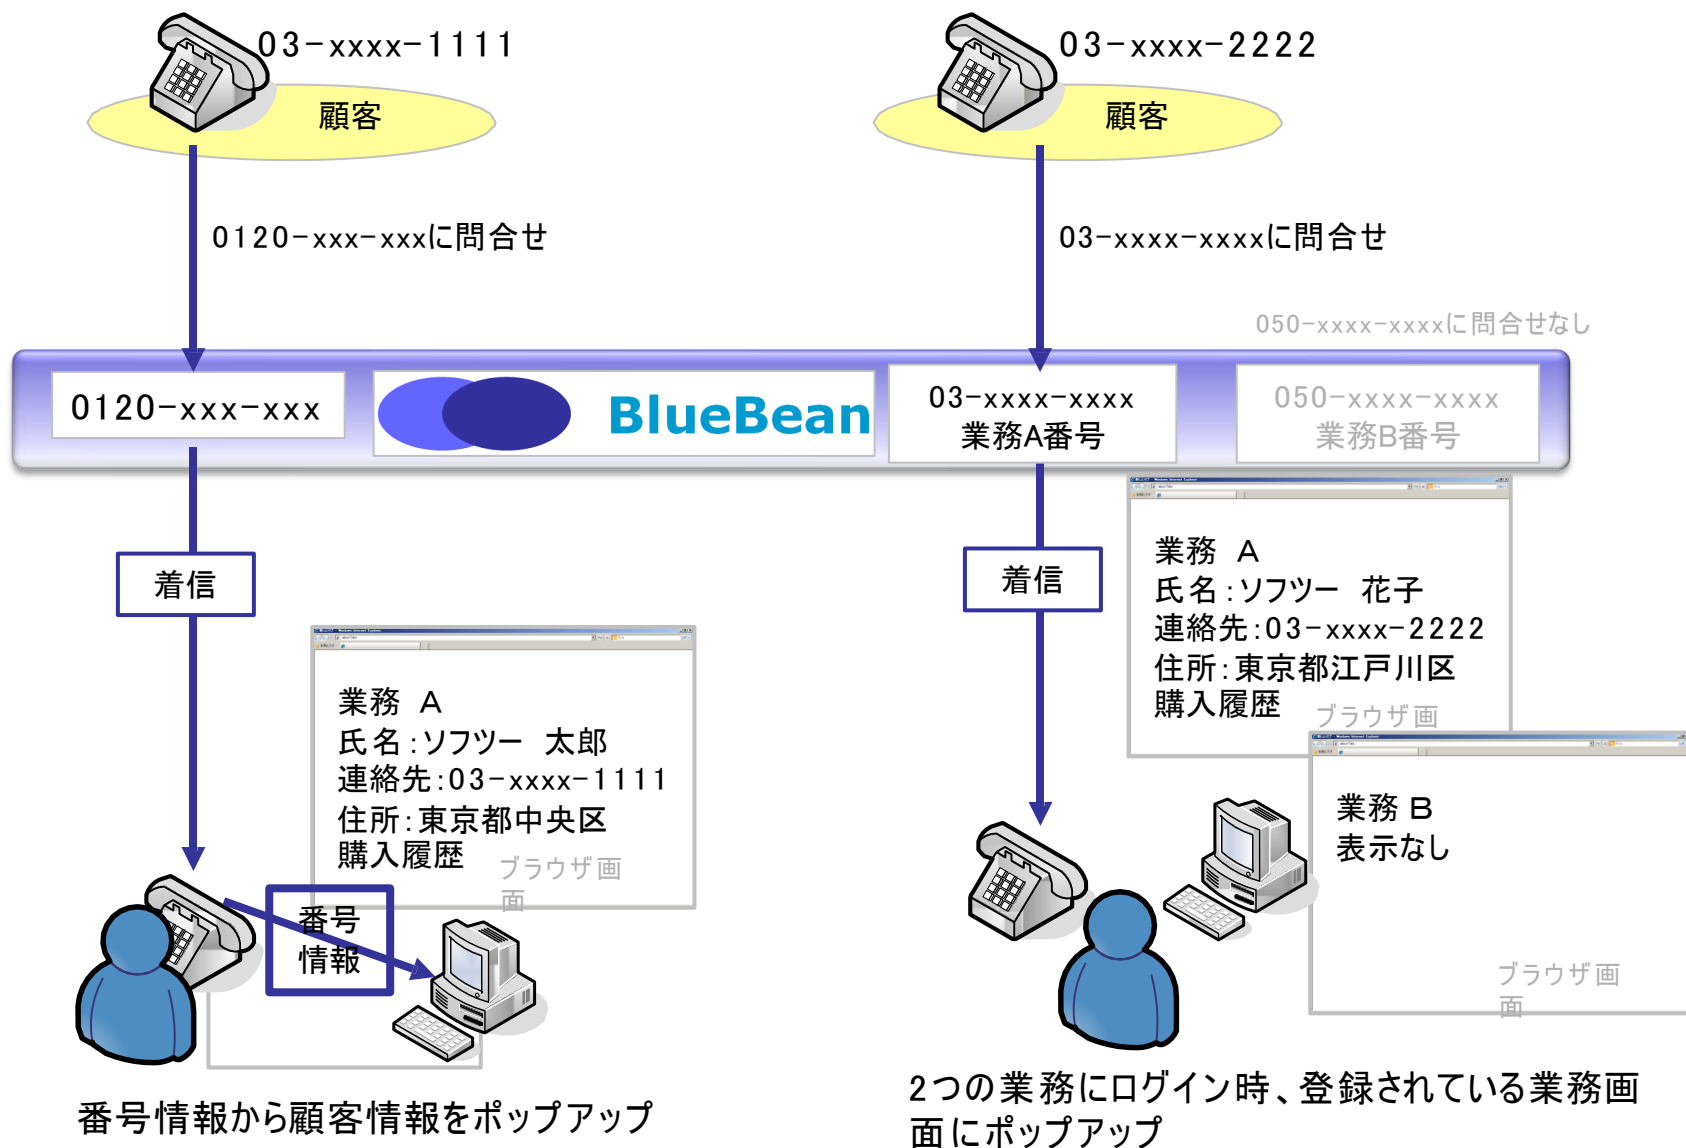 03-xxxx-1111
顧客
0120-xxx-xxxに問合せ
03-xxxx-2222
顧客
03-xxxx-xxxxに問合せ
050-xxxx-xxxxに問合せなし
0120-xxx-xxx
BlueBean
03-xxxx-xxxx
業務A番号
050-xxxx-xxxx
業務B番号
着信
業務 A
氏名:ソフツー 太郎
連絡先:03-xxxx-1111
住所:東京都中央区
購入履歴
ブラウザ画
面
番号
情報
番号情報から顧客情報をポップアップ
着信
業務 A
氏名:ソフツー 花子
連絡先:03-xxxx-2222
住所:東京都江戸川区
購入履歴
ブラウザ画
業務 B
表示なし
ブラウザ画
面
2つの業務にログイン時、登録されている業務画
面にポップアップ